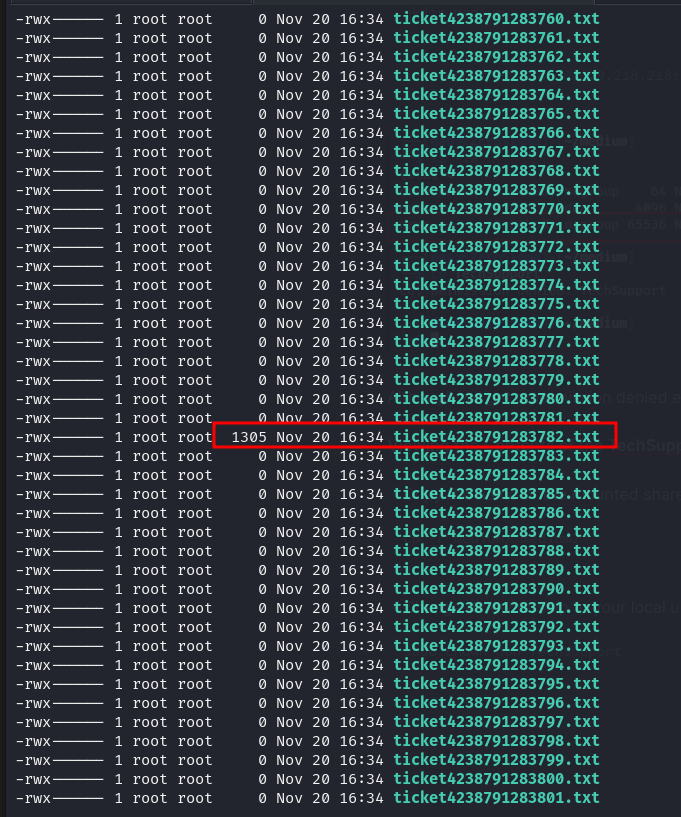 -rwx------ 1 root root 0 Nov 20 16:34 ticket4238791283760.txt
-rwx------ 1 root root 0 Nov 20 16:34 ticket4238791283761.txt
-rwx------ 1 root root 0 Nov 20 16:34 ticket4238791283762.txt
-rwx------ 1 root root 0 Nov 20 16:34 ticket4238791283763.txt
-rwx------ 1 root root 0 Nov 20 16:34 ticket4238791283764.txt
-rwx------ 1 root root 0 Nov 20 16:34 ticket4238791283765.txt
-rwx------ 1 root root 0 Nov 20 16:34 ticket4238791283766.txt
-rwx------ 1 root root 0 Nov 20 16:34 ticket4238791283767.txt
-rwx------ 1 root root 0 Nov 20 16:34 ticket4238791283768.txt
-rwx------ 1 root root 0 Nov 20 16:34 ticket4238791283769.txt
-rwx------ 1 root root 0 Nov 20 16:34 ticket4238791283770.txt
-rwx------ 1 root root 0 Nov 20 16:34 ticket4238791283771.txt
-rwx------ 1 root root 0 Nov 20 16:34 ticket4238791283772.txt
-rwx------ 1 root root 0 Nov 20 16:34 ticket4238791283773.txt
-rwx------ 1 root root 0 Nov 20 16:34 ticket4238791283774.txt
-rwx------ 1 root root 0 Nov 20 16:34 ticket4238791283775.txt
-rwx------ 1 root root 0 Nov 20 16:34 ticket4238791283776.txt
-rwx------ 1 root root 0 Nov 20 16:34 ticket4238791283777.txt
-rwx------ 1 root root 0 Nov 20 16:34 ticket4238791283778.txt
-rwx------ 1 root root 0 Nov 20 16:34 ticket4238791283779.txt
-rwx------ 1 root root 0 Nov 20 16:34 ticket4238791283780.txt
-rwx------ 1 root root 0 Nov 20 16:34 ticket4238791283781.txt
-rwx------ 1 root root 1305 Nov 20 16:34 ticket4238791283782.txt
-rwx------ 1 root root 0 Nov 20 16:34 ticket4238791283783.txt
-rwx------ 1 root root 0 Nov 20 16:34 ticket4238791283784.txt
-rwx------ 1 root root 0 Nov 20 16:34 ticket4238791283785.txt
-rwx------ 1 root root 0 Nov 20 16:34 ticket4238791283786.txt
-rwx------ 1 root root 0 Nov 20 16:34 ticket4238791283787.txt
-rwx------ 1 root root 0 Nov 20 16:34 ticket4238791283788.txt
-rwx------ 1 root root 0 Nov 20 16:34 ticket4238791283789.txt
-rwx------ 1 root root 0 Nov 20 16:34 ticket4238791283790.txt
-rwx------ 1 root root 0 Nov 20 16:34 ticket4238791283791.txt
-rwx------ 1 root root 0 Nov 20 16:34 ticket4238791283792.txt
-rwx------ 1 root root 0 Nov 20 16:34 ticket4238791283793.txt
-rwx------ 1 root root 0 Nov 20 16:34 ticket4238791283794.txt
-rwx------ 1 root root 0 Nov 20 16:34 ticket4238791283795.txt
-rwx------ 1 root root 0 Nov 20 16:34 ticket4238791283796.txt
-rwx------ 1 root root 0 Nov 20 16:34 ticket4238791283797.txt
-rwx------ 1 root root 0 Nov 20 16:34 ticket4238791283798.txt
-rwx------ 1 root root 0 Nov 20 16:34 ticket4238791283799.txt
-rwx------ 1 root root 0 Nov 20 16:34 ticket4238791283800.txt
-rwx------ 1 root root 0 Nov 20 16:34 ticket4238791283801.txt